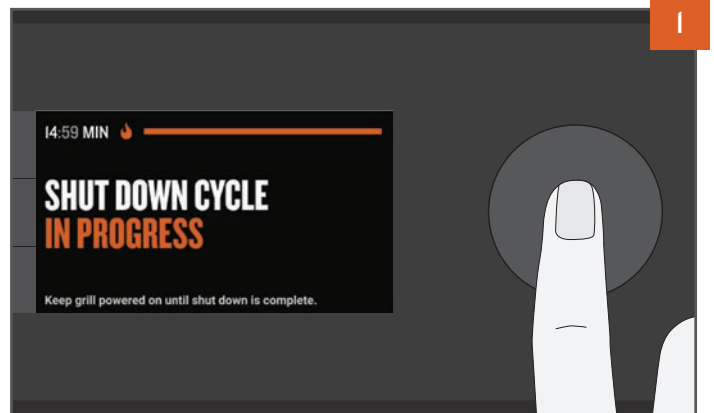 1
14:59 MIN
SHUT DOWN CYCLE
IN PROGRESS
Keep grill powered on until shut down is complete.